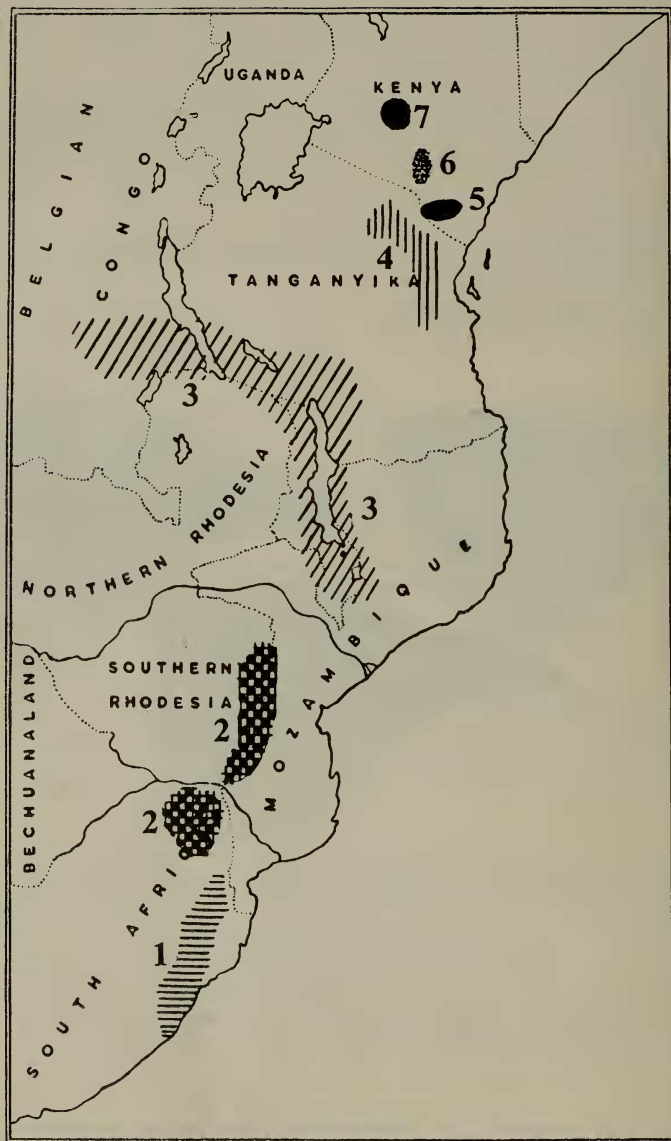 UGANDA
KENYA
7
6
5
4
BELGIAN
CONGO
TANGANYIKA
3
3
NORTHERN RHODESIA
MOZAMBIQUE
SOUTHERN
RHODESIA
2
BECHUANALAND
2
1
SOUTH AFRI